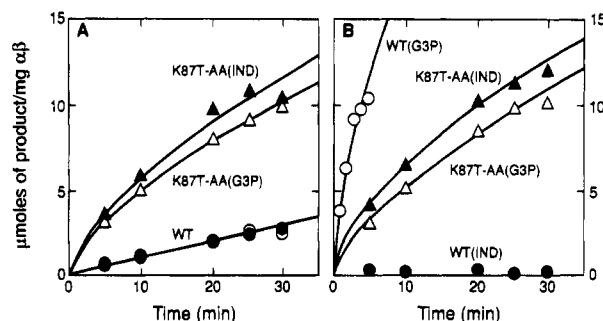 μmoles of product/mg αβ
A
15
10
5
0
K87T-AA(IND)
K87T-AA(G3P)
WT
0
10
20
30
Time (min)
B
15
10
5
0
WT(G3P)
K87T-AA(IND)
K87T-AA(G3P)
WT(IND)
0
10
20
30
Time (min)